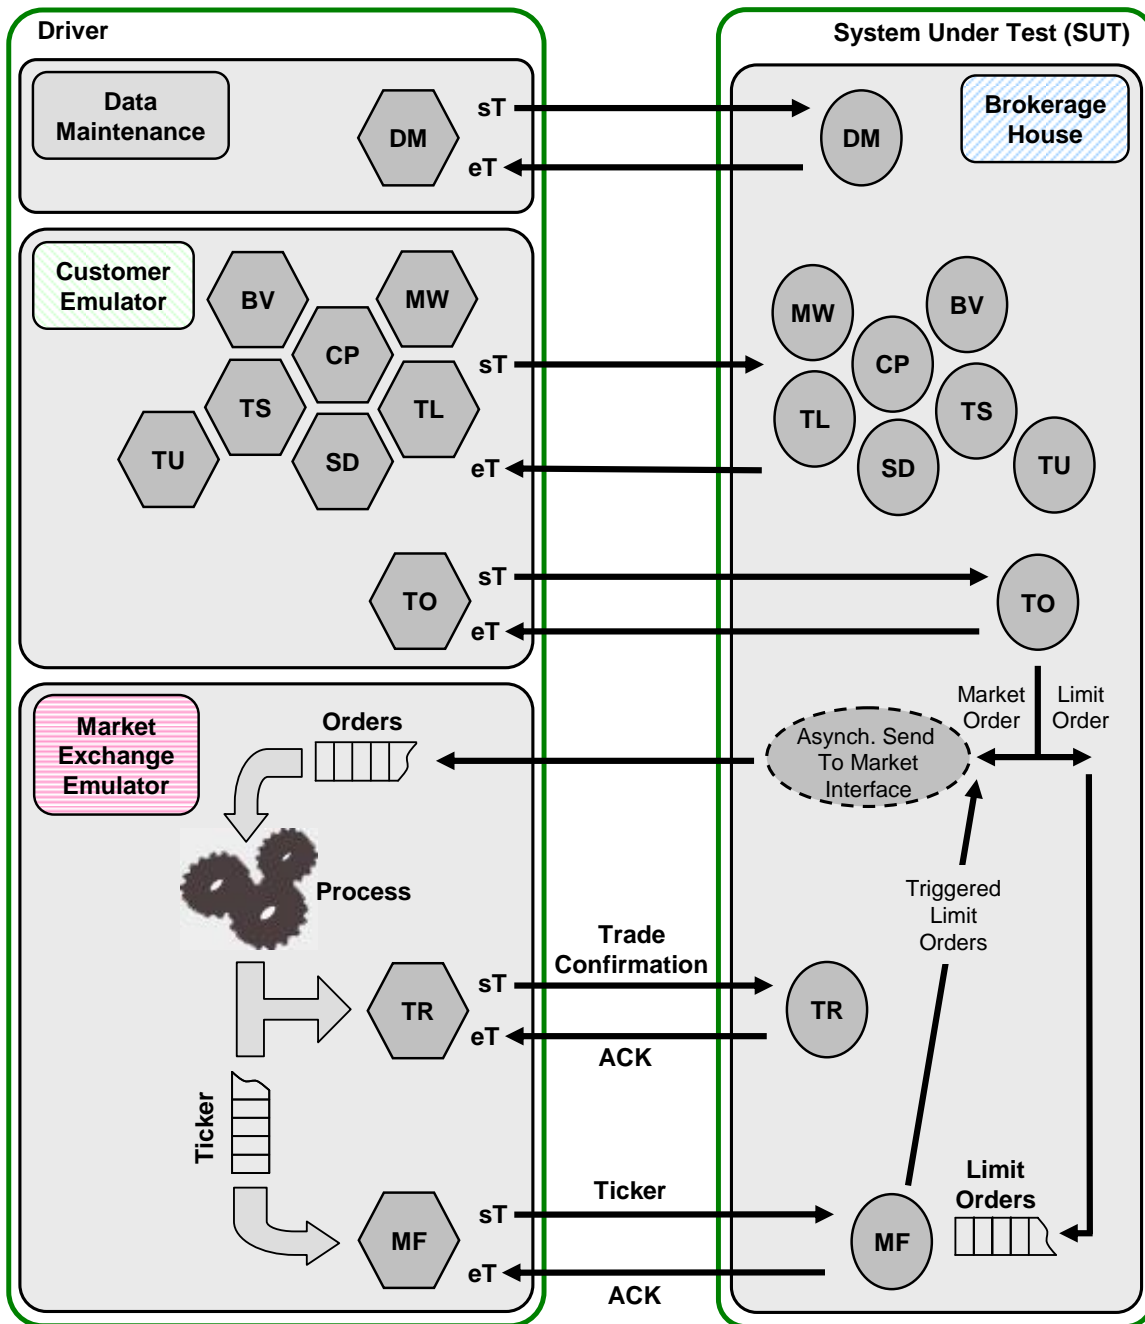 Driver
System Under Test (SUT)
Data
Maintenance
DM
sT
eT
DM
Brokerage
House
Customer
Emulator
BV
MW
CP
TS
TL
TU
SD
sT
eT
MW
BV
CP
TL
TS
SD
TU
TO
sT
eT
TO
Market
Order
Limit
Order
Market
Exchange
Emulator
Orders
Asynch. Send
To Market
Interface
Process
Triggered
Limit
Orders
Trade
Confirmation
TR
sT
eT
ACK
TR
Ticker
Ticker
MF
sT
eT
ACK
MF
Limit
Orders